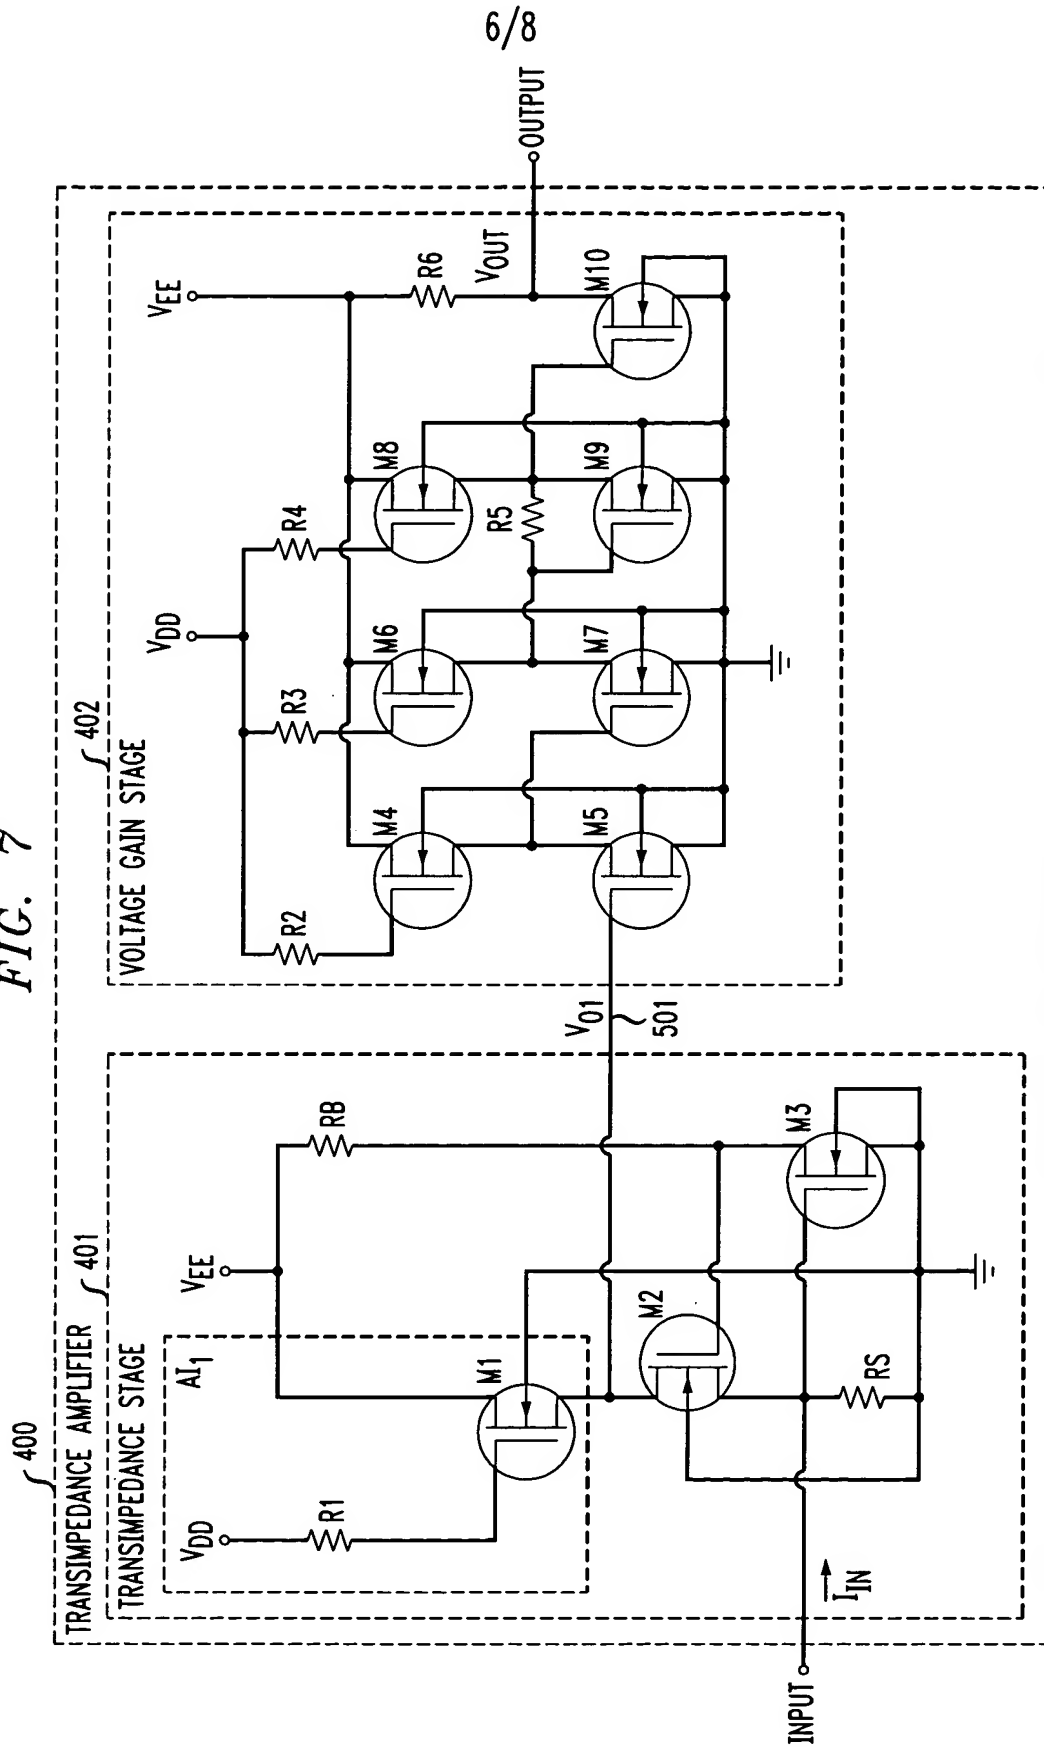 6/8
FIG. 7
400
TRANSIMPEDANCE AMPLIFIER
401
TRANSIMPEDANCE STAGE
AI1
VDD
R1
M1
VEE
RB
M2
M3
RS
INPUT
IIN
VO1
501
402
VOLTAGE GAIN STAGE
VDD
VEE
R2
R3
R4
M4
M6
M8
R6
VOUT
OUTPUT
R5
M5
M7
M9
M10